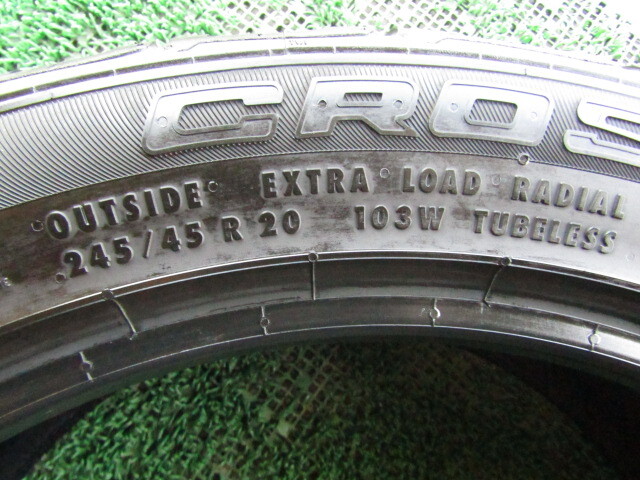 CROS
OUTSIDE EXTRA LOAD RADIAL
245/45 R 20 103W TUBELESS